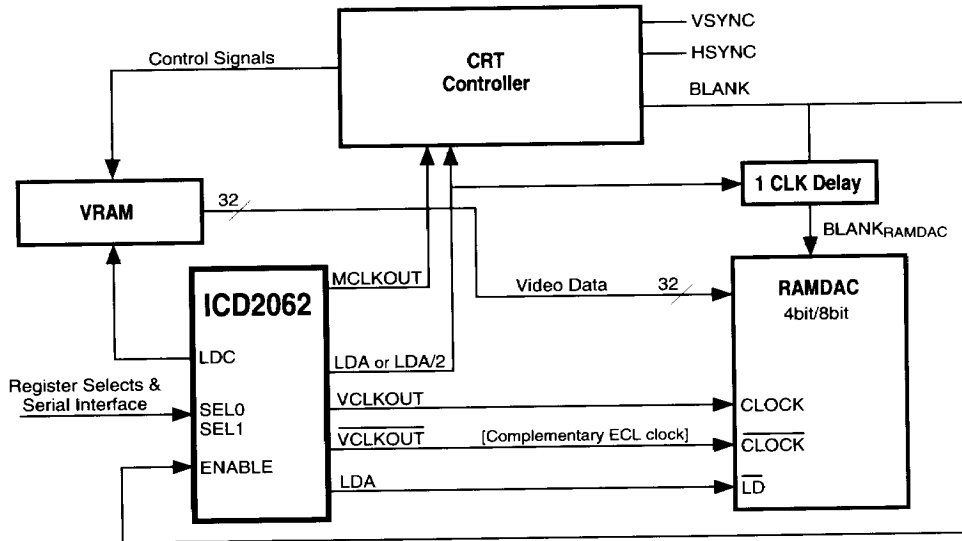 VSYNC
HSYNC
BLANK
CRT
Controller
Control Signals
1 CLK Delay
VRAM
32
BLANKRAMDAC
MCLKOUT
Video Data
32
RAMDAC
4bit/8bit
ICD2062
LDC
LDA or LDA/2
Register Selects &
Serial Interface
SEL0
SEL1
VCLKOUT
CLOCK
VCLKOUT
[Complementary ECL clock]
CLOCK
ENABLE
LDA
LD